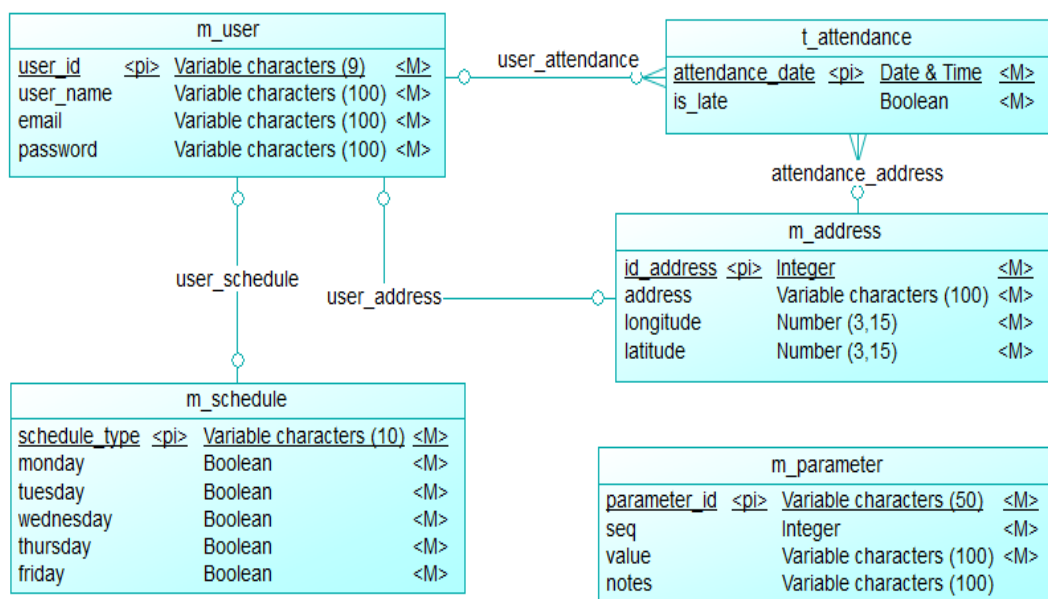 m_user
user_id <pi> Variable characters (9) <M>
user_name Variable characters (100) <M>
email Variable characters (100) <M>
password Variable characters (100) <M>
user_attendance
t_attendance
attendance_date <pi> Date & Time <M>
is_late Boolean <M>
attendance_address
m_address
id_address <pi> Integer <M>
address Variable characters (100) <M>
longitude Number (3,15) <M>
latitude Number (3,15) <M>
user_schedule
user_address
m_schedule
schedule_type <pi> Variable characters (10) <M>
monday Boolean <M>
tuesday Boolean <M>
wednesday Boolean <M>
thursday Boolean <M>
friday Boolean <M>
m_parameter
parameter_id <pi> Variable characters (50) <M>
seq Integer <M>
value Variable characters (100) <M>
notes Variable characters (100)